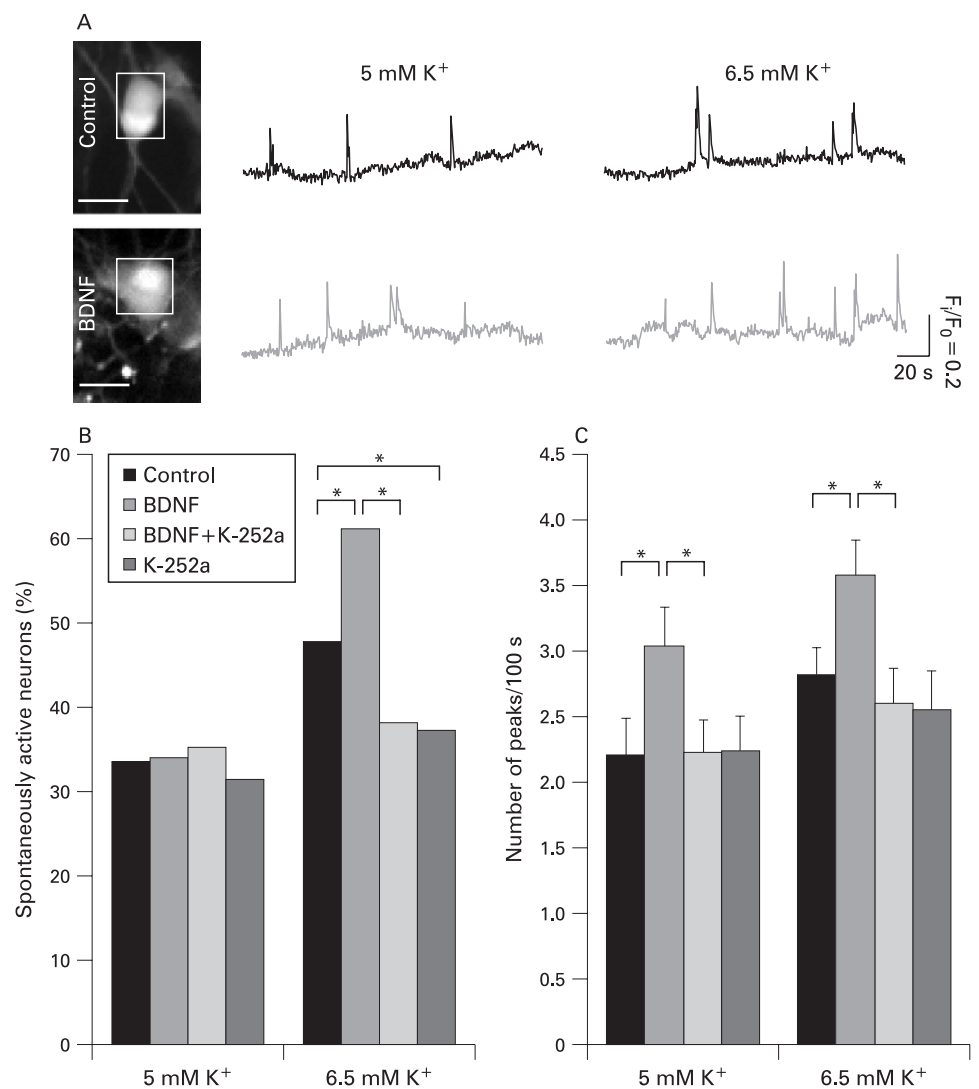 A
Control
5 mM K⁺
6.5 mM K⁺
BDNF
Fᵢ/F₀ = 0.2
20 s
B
Spontaneously active neurons (%)
70
60
50
40
30
20
10
0
Control
BDNF
BDNF+K-252a
K-252a
*
* *
5 mM K⁺
6.5 mM K⁺
C
Number of peaks/100 s
4.5
4.0
3.5
3.0
2.5
2.0
1.5
1.0
0.5
0
* *
* *
5 mM K⁺
6.5 mM K⁺